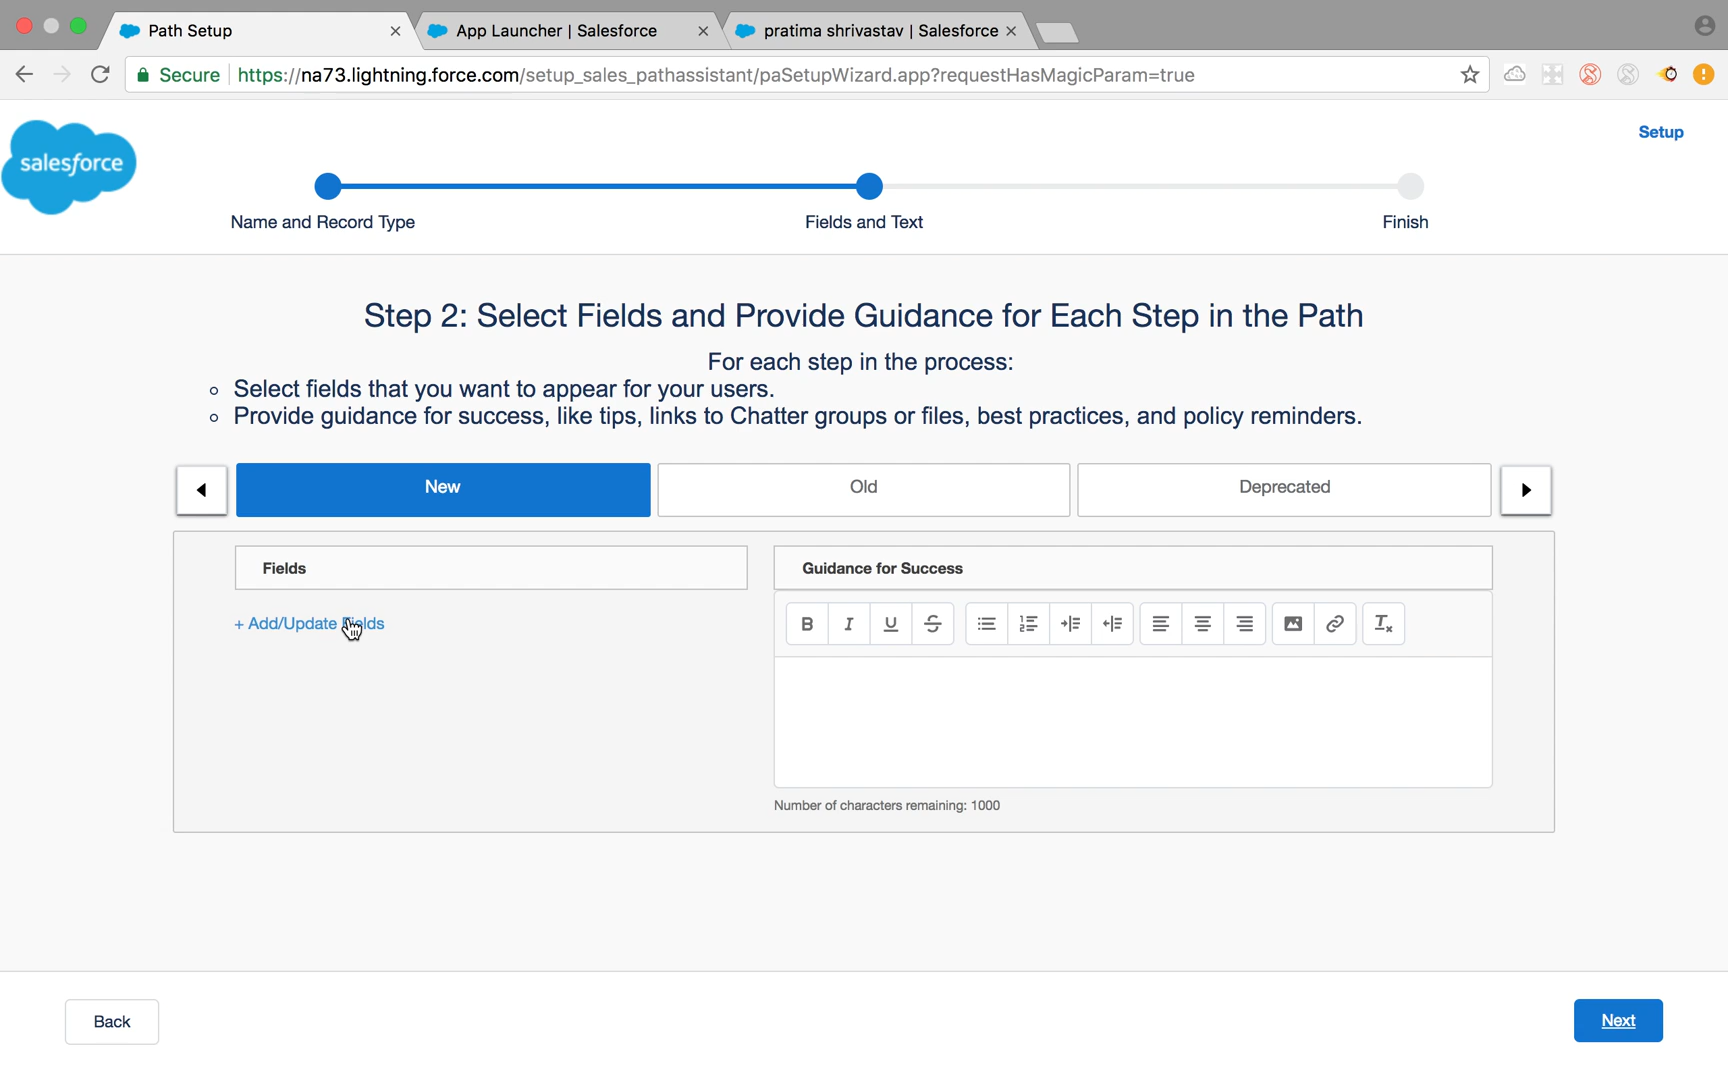 Path Setup
App Launcher | Salesforce
pratima shrivastav | Salesforce
Secure
https://na73.lightning.force.com/setup_sales_pathassistant/paSetupWizard.app?requestHasMagicParam=true
salesforce
Setup
Name and Record Type
Fields and Text
Finish
Step 2: Select Fields and Provide Guidance for Each Step in the Path
For each step in the process:
Select fields that you want to appear for your users.
Provide guidance for success, like tips, links to Chatter groups or files, best practices, and policy reminders.
New
Old
Deprecated
Fields
Guidance for Success
+ Add/Update Fields
B I U S
Number of characters remaining: 1000
Back
Next